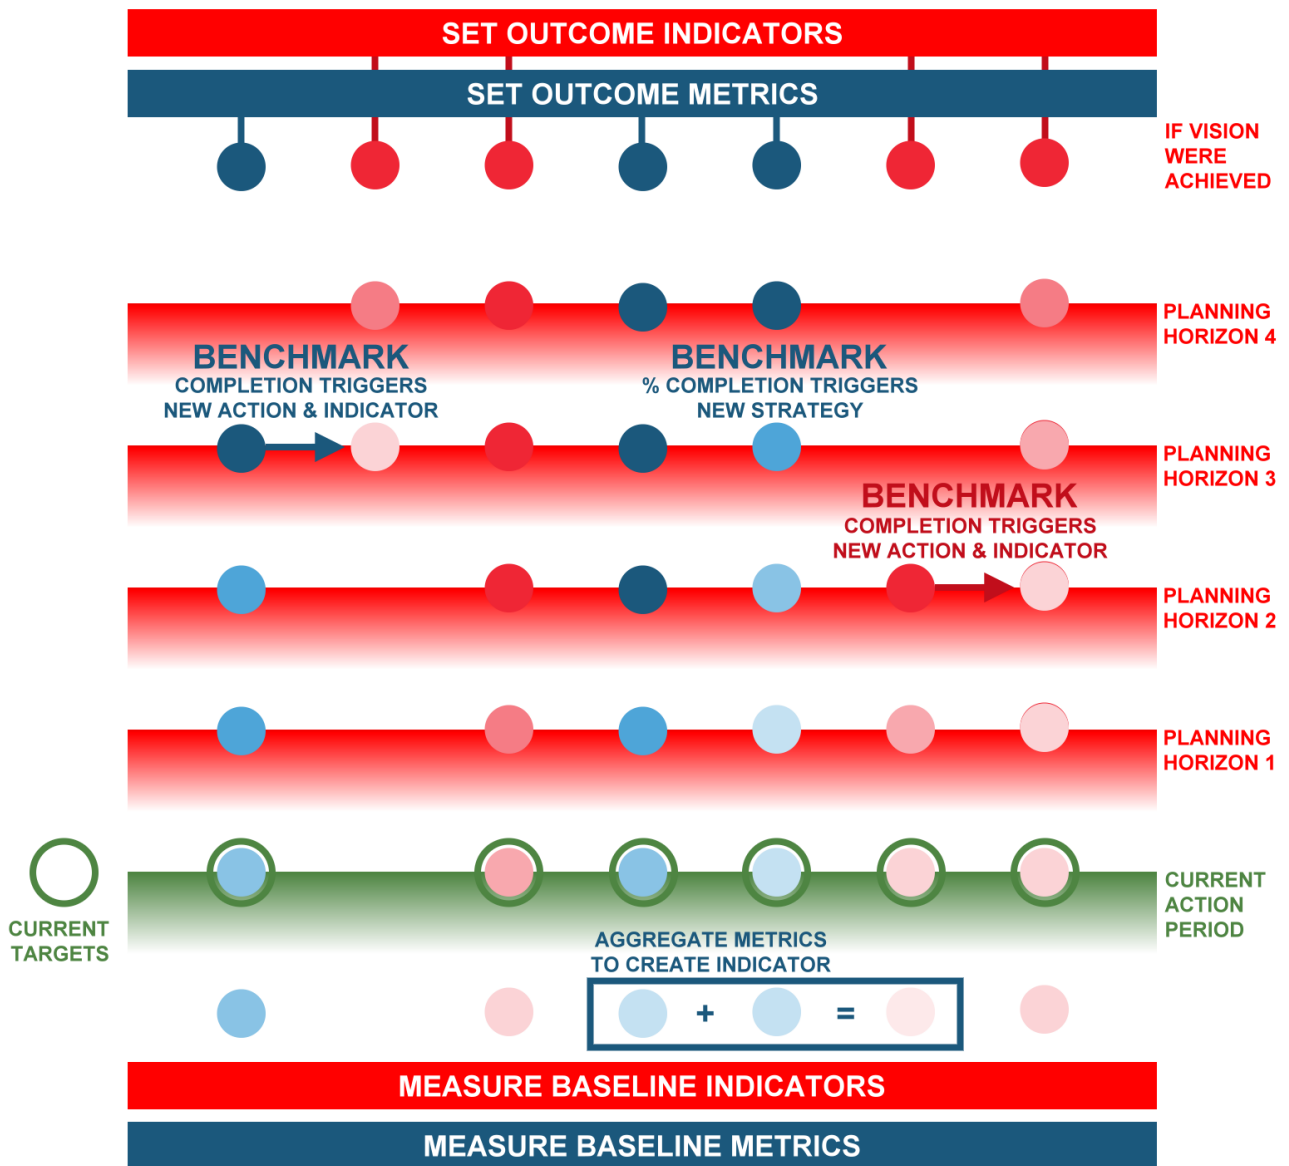 SET OUTCOME INDICATORS
SET OUTCOME METRICS
IF VISION
WERE
ACHIEVED
PLANNING
HORIZON 4
BENCHMARK
COMPLETION TRIGGERS
NEW ACTION & INDICATOR
BENCHMARK
% COMPLETION TRIGGERS
NEW STRATEGY
PLANNING
HORIZON 3
BENCHMARK
COMPLETION TRIGGERS
NEW ACTION & INDICATOR
PLANNING
HORIZON 2
PLANNING
HORIZON 1
CURRENT
TARGETS
CURRENT
ACTION
PERIOD
AGGREGATE METRICS
TO CREATE INDICATOR
+ =
MEASURE BASELINE INDICATORS
MEASURE BASELINE METRICS